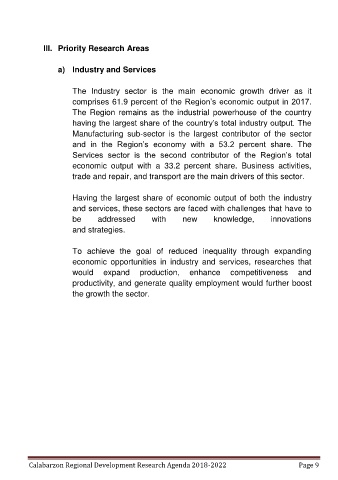 III. Priority Research Areas
a) Industry and Services
The Industry sector is the main economic growth driver as it
comprises 61.9 percent of the Region's economic output in 2017.
The Region remains as the industrial powerhouse of the country
having the largest share of the country's total industry output. The
Manufacturing sub-sector is the largest contributor of the sector
and in the Region's economy with a 53.2 percent share. The
Services sector is the second contributor of the Region's total
economic output with a 33.2 percent share. Business activities,
trade and repair, and transport are the main drivers of this sector.
Having the largest share of economic output of both the industry
and services, these sectors are faced with challenges that have to
be addressed with new knowledge, innovations
and strategies.
To achieve the goal of reduced inequality through expanding
economic opportunities in industry and services, researches that
would expand production, enhance competitiveness and
productivity, and generate quality employment would further boost
the growth the sector.
Calabarzon Regional Development Research Agenda 2018-2022 Page 9